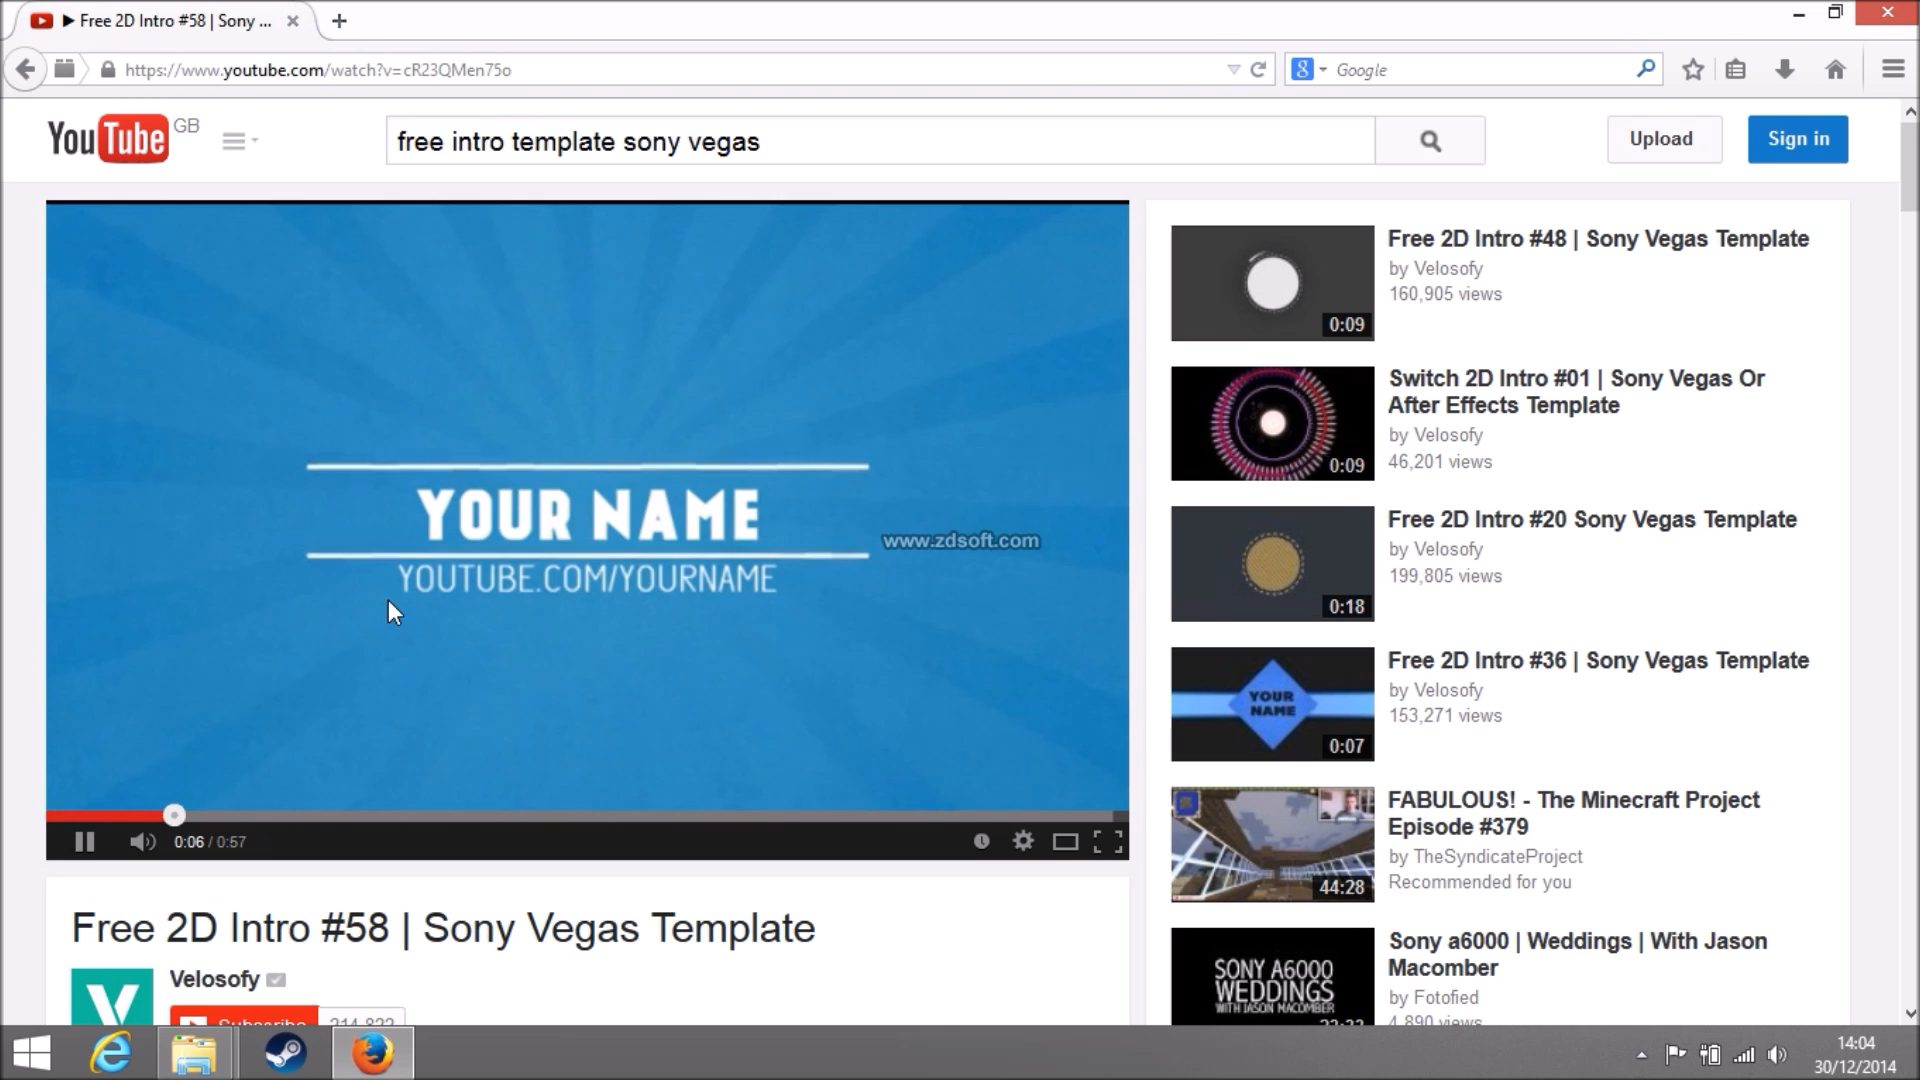 ▶ Free 2D Intro #58 | Sony ...
https://www.youtube.com/watch?v=cR23QMen75o
Google
YouTube GB
free intro template sony vegas
Upload
Sign in
YOUR NAME
YOUTUBE.COM/YOURNAME
www.zdsoft.com
0:06 / 0:57
Free 2D Intro #58 | Sony Vegas Template
Velosofy
Subscribe
Free 2D Intro #48 | Sony Vegas Template
by Velosofy
160,905 views
0:09
Switch 2D Intro #01 | Sony Vegas Or
After Effects Template
by Velosofy
46,201 views
0:09
Free 2D Intro #20 Sony Vegas Template
by Velosofy
199,805 views
0:18
Free 2D Intro #36 | Sony Vegas Template
by Velosofy
153,271 views
YOUR
NAME
0:07
FABULOUS! - The Minecraft Project
Episode #379
by TheSyndicateProject
Recommended for you
44:28
Sony a6000 | Weddings | With Jason
Macomber
by Fotofied
4,890 views
SONY A6000
WEDDINGS
WITH JASON MACOMBER
14:04
30/12/2014